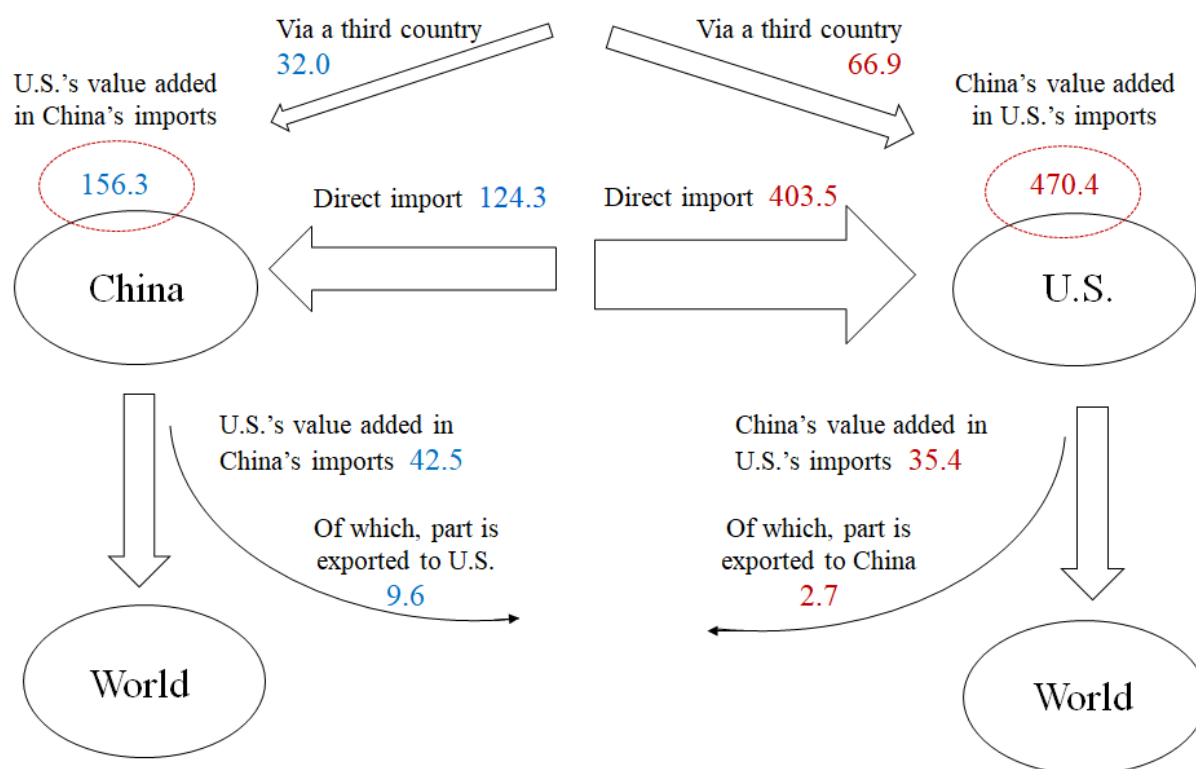 Via a third country
32.0
Via a third country
66.9
U.S.’s value added
in China’s imports
China’s value added
in U.S.’s imports
156.3
Direct import 124.3
Direct import 403.5
470.4
China
U.S.
U.S.’s value added in
China’s imports 42.5
China’s value added in
U.S.’s imports 35.4
Of which, part is
exported to U.S.
9.6
Of which, part is
exported to China
2.7
World
World